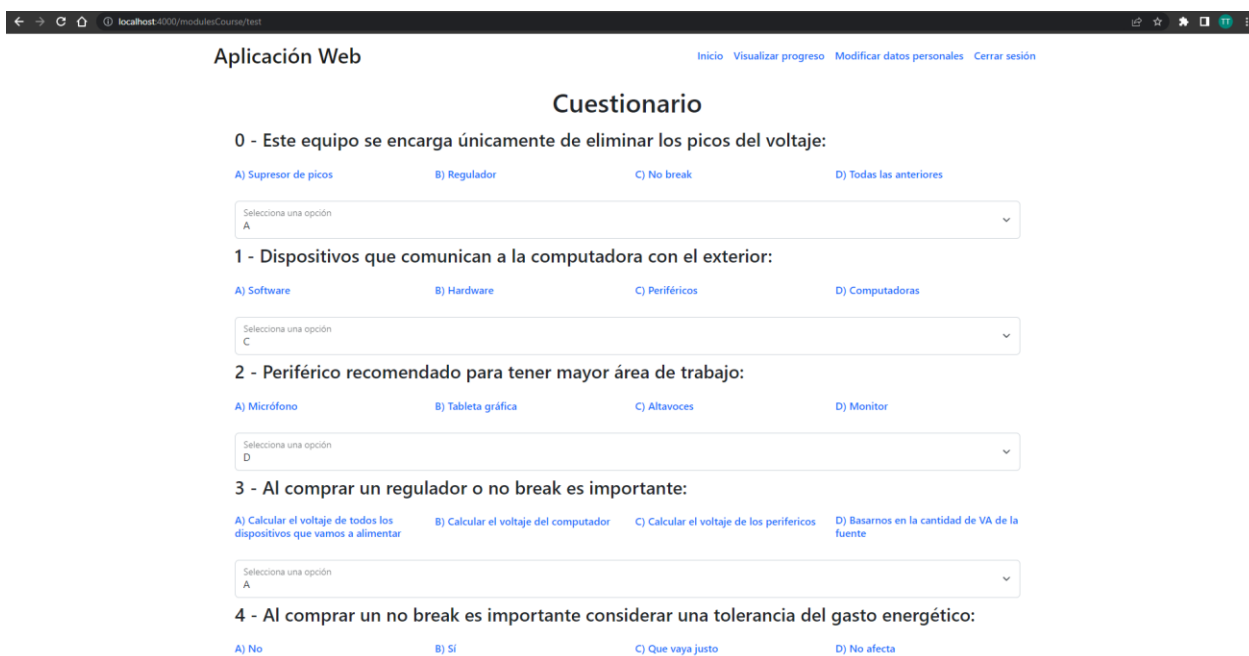 localhost:4000/modulesCourse/test
TT
Aplicación Web
Inicio Visualizar progreso Modificar datos personales Cerrar sesión
Cuestionario
0 - Este equipo se encarga únicamente de eliminar los picos del voltaje:
A) Supresor de picos B) Regulador C) No break D) Todas las anteriores
Selecciona una opción
A
1 - Dispositivos que comunican a la computadora con el exterior:
A) Software B) Hardware C) Periféricos D) Computadoras
Selecciona una opción
C
2 - Periférico recomendado para tener mayor área de trabajo:
A) Micrófono B) Tableta gráfica C) Altavoces D) Monitor
Selecciona una opción
D
3 - Al comprar un regulador o no break es importante:
A) Calcular el voltaje de todos los dispositivos que vamos a alimentar B) Calcular el voltaje del computador C) Calcular el voltaje de los perifericos D) Basarnos en la cantidad de VA de la fuente
Selecciona una opción
A
4 - Al comprar un no break es importante considerar una tolerancia del gasto energético:
A) No B) Sí C) Que vaya justo D) No afecta